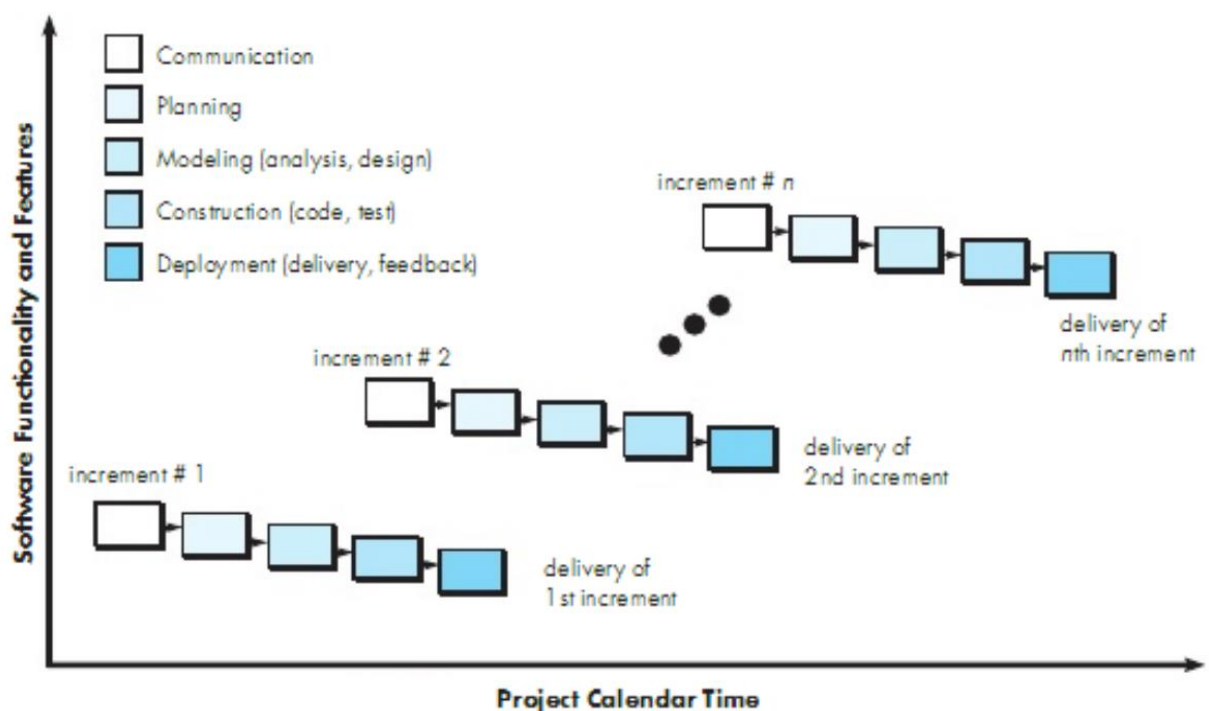 Communication
Planning
Modeling (analysis, design)
Construction (code, test)
Deployment (delivery, feedback)
increment # n
delivery of
nth increment
increment # 2
delivery of
2nd increment
increment # 1
delivery of
1st increment
Software Functionality and Features
Project Calendar Time